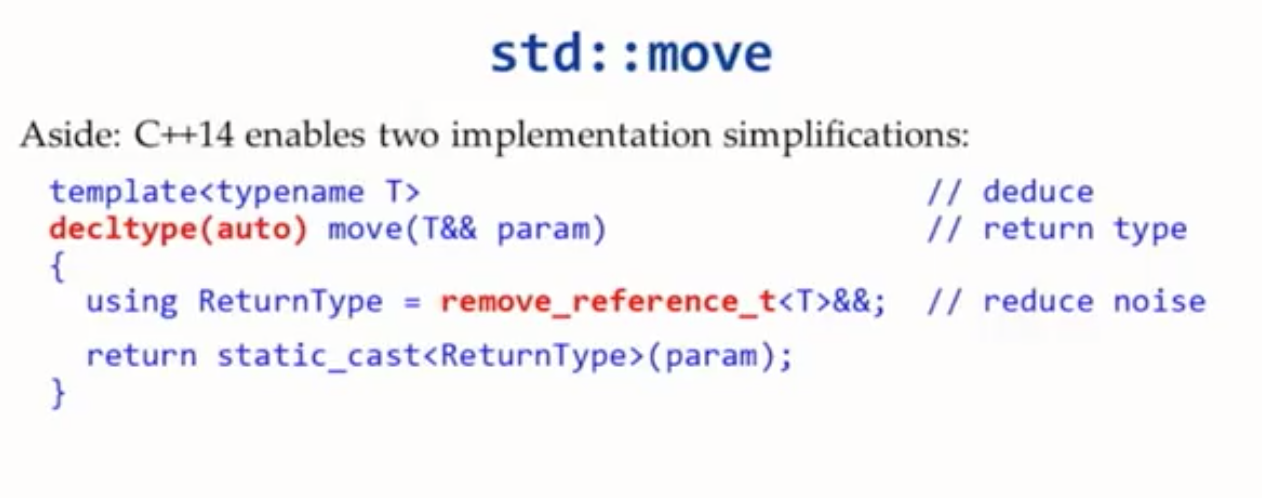 std::move
Aside: C++14 enables two implementation simplifications:
template<typename T> // deduce
decltype(auto) move(T&& param) // return type
{
using ReturnType = remove_reference_t<T>&&; // reduce noise
return static_cast<ReturnType>(param);
}